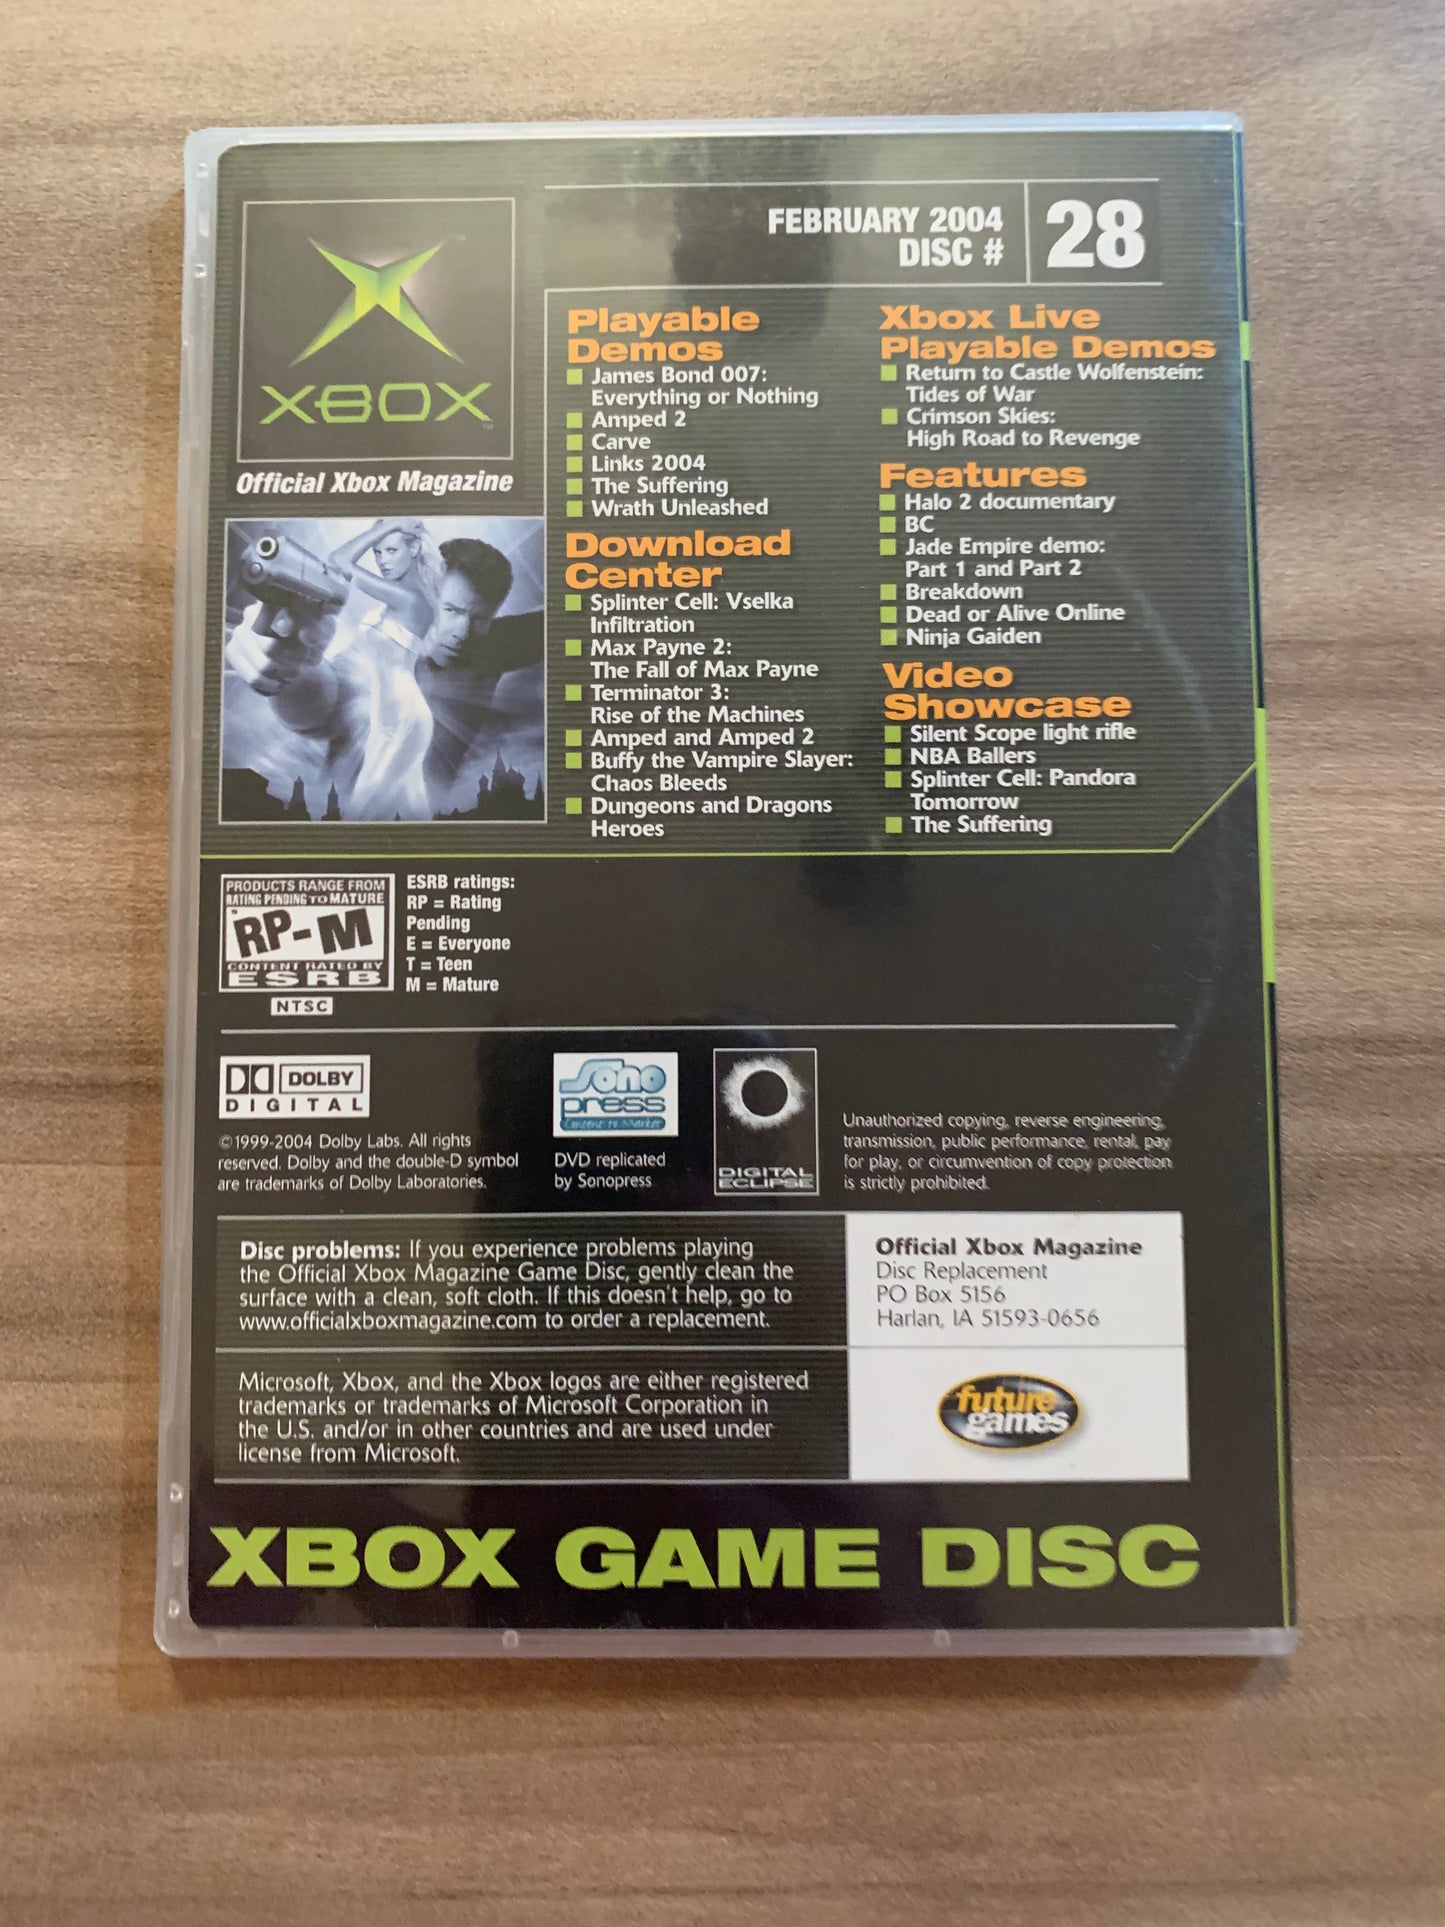 XBOX
Official Xbox Magazine
FEBRUARY 2004
DISC #
28
Playable
Demos
James Bond 007:
Everything or Nothing
Amped 2
Carve
Links 2004
The Suffering
Wrath Unleashed
Download
Center
Splinter Cell: Vselka
Infiltration
Max Payne 2:
The Fall of Max Payne
Terminator 3:
Rise of the Machines
Amped and Amped 2
Buffy the Vampire Slayer:
Chaos Bleeds
Dungeons and Dragons
Heroes
Xbox Live
Playable Demos
Return to Castle Wolfenstein:
Tides of War
Crimson Skies:
High Road to Revenge
Features
Halo 2 documentary
BC
Jade Empire demo:
Part 1 and Part 2
Breakdown
Dead or Alive Online
Ninja Gaiden
Video
Showcase
Silent Scope light rifle
NBA Ballers
Splinter Cell: Pandora
Tomorrow
The Suffering
PRODUCTS RANGE FROM
RATING PENDING TO MATURE
RP-M
CONTENT RATED BY
ESRB
NTSC
ESRB ratings:
RP = Rating
Pending
E = Everyone
T = Teen
M = Mature
DOLBY
DIGITAL
©1999-2004 Dolby Labs. All rights
reserved. Dolby and the double-D symbol
are trademarks of Dolby Laboratories.
Sono
press
Content to Market
DVD replicated
by Sonopress
DIGITAL
ECLIPSE
Unauthorized copying, reverse engineering,
transmission, public performance, rental, pay
for play, or circumvention of copy protection
is strictly prohibited.
Disc problems: If you experience problems playing
the Official Xbox Magazine Game Disc, gently clean the
surface with a clean, soft cloth. If this doesn't help, go to
www.officialxboxmagazine.com to order a replacement.
Official Xbox Magazine
Disc Replacement
PO Box 5156
Harlan, IA 51593-0656
Microsoft, Xbox, and the Xbox logos are either registered
trademarks or trademarks of Microsoft Corporation in
the U.S. and/or in other countries and are used under
license from Microsoft.
future
games
XBOX GAME DISC